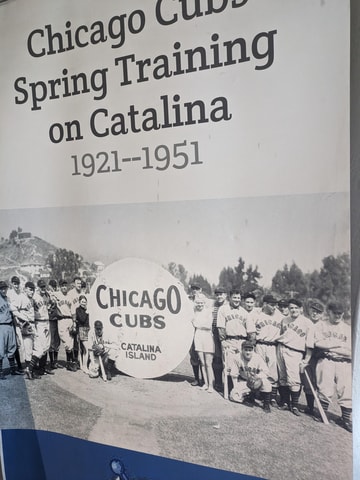 Chicago Cubs
Spring Training
on Catalina
1921--1951
CHICAGO
CUBS
CATALINA
ISLAND